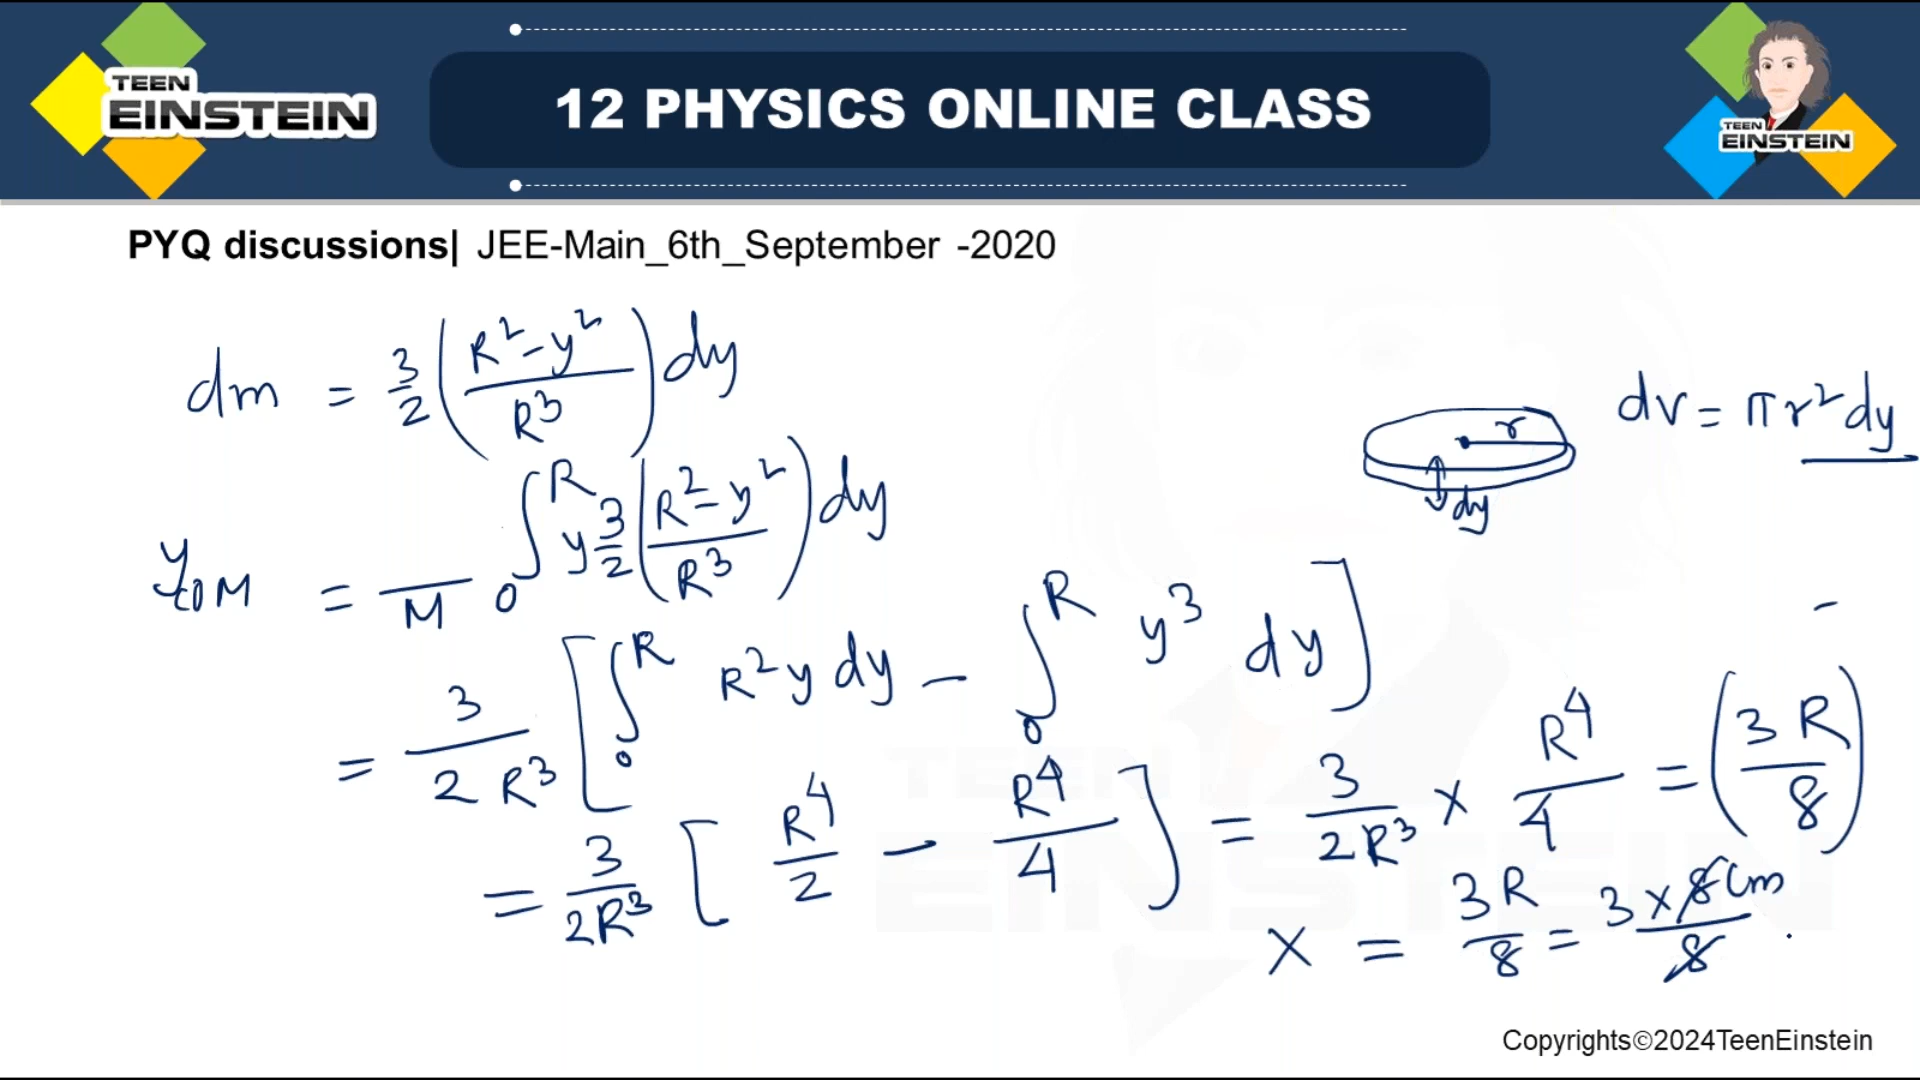 TEEN
EINSTEIN
12 PHYSICS ONLINE CLASS
TEEN
EINSTEIN
PYQ discussions| JEE-Main_6th_September -2020
dm = 3/2 ( (R² - y²) / R³ ) dy
r
dy
dv = πr² dy
y_COM = —/M ∫₀^R y 3/2 ( (R² - y²) / R³ ) dy
= 3 / 2R³ [ ∫₀^R R² y dy - ∫₀^R y³ dy ]
= 3 / 2R³ [ R⁴/2 - R⁴/4 ] = 3 / 2R³ × R⁴/4 = ( 3R / 8 )
x = 3R/8 = 3 × 8 cm / 8
TEEN
EINSTEIN
Copyrights©2024TeenEinstein